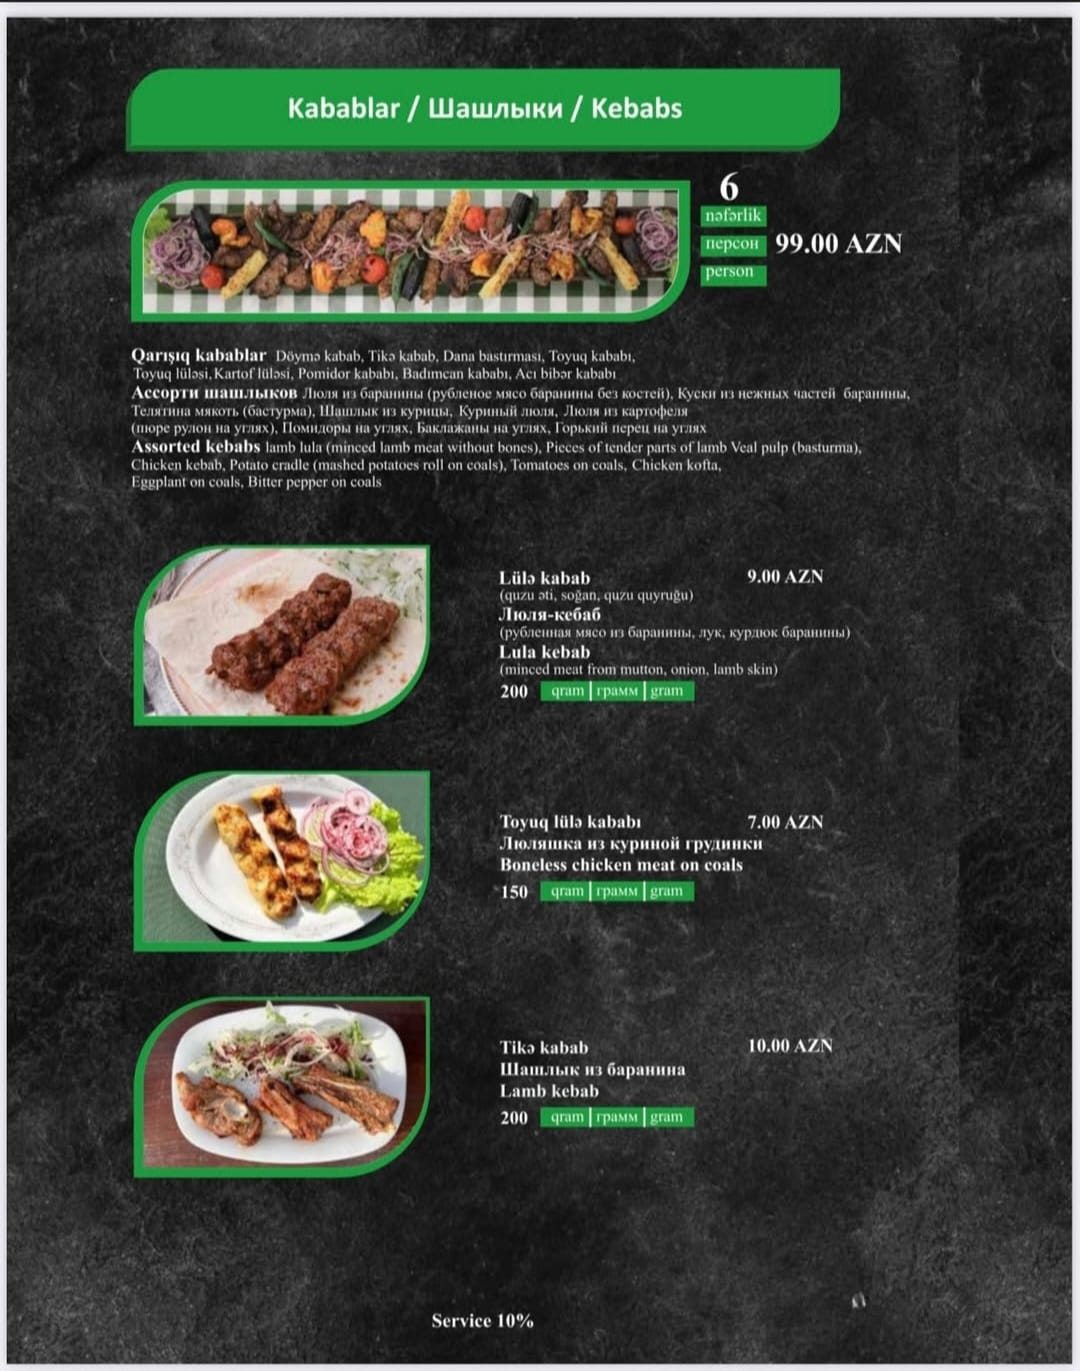 Kabablar / Шашлыки / Kebabs
6
nəfərlik
персон
person
99.00 AZN
Qarışıq kabablar Döymə kabab, Tikə kabab, Dana bastırması, Toyuq kababı,
Toyuq lüləsi, Kartof lüləsi, Pomidor kababı, Badımcan kababı, Acı bibər kababı
Ассорти шашлыков Люля из баранины (рубленое мясо баранины без костей), Куски из нежных частей баранины,
Телятина мякоть (бастурма), Шашлык из курицы, Куриный люля, Люля из картофеля
(пюре рулон на углях), Помидоры на углях, Баклажаны на углях, Горький перец на углях
Assorted kebabs lamb lula (minced lamb meat without bones), Pieces of tender parts of lamb Veal pulp (basturma),
Chicken kebab, Potato cradle (mashed potatoes roll on coals), Tomatoes on coals, Chicken kofta,
Eggplant on coals, Bitter pepper on coals
Lülə kabab 9.00 AZN
(quzu əti, soğan, quzu quyruğu)
Люля-кебаб
(рубленная мясо из баранины, лук, курдюк баранины)
Lula kebab
(minced meat from mutton, onion, lamb skin)
200 qram | грамм | gram
Toyuq lülə kababı 7.00 AZN
Люляшка из куриной грудинки
Boneless chicken meat on coals
150 qram | грамм | gram
Tikə kabab 10.00 AZN
Шашлык из баранина
Lamb kebab
200 qram | грамм | gram
Service 10%